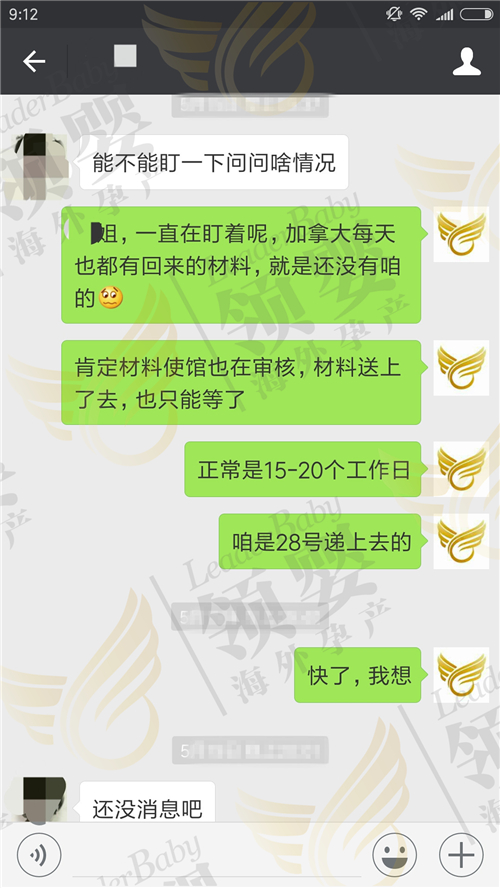 9:12
能不能盯一下问问啥情况
姐，一直在盯着呢，加拿大每天
也都有回来的材料，就是还没有咱
的
肯定材料使馆也在审核，材料送上
了去，也只能等了
正常是15-20个工作日
咱是28号递上去的
快了，我想
还没消息吧
LeaderBaby
领婴
海外孕产